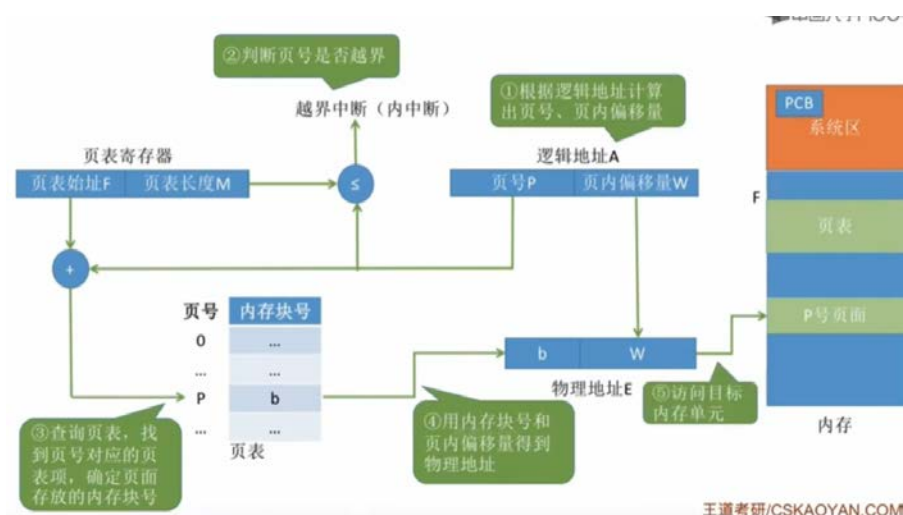 ②判断页号是否越界
越界中断（内中断）
①根据逻辑地址计算
出页号、页内偏移量
PCB
系统区
页表寄存器
页表始址F
页表长度M
≤
逻辑地址A
页号P
页内偏移量W
F
页表
+
页号
内存块号
0
...
...
...
P
b
...
...
页表
b
W
物理地址E
P号页面
③查询页表，找
到页号对应的页
表项，确定页面
存放的内存块号
④用内存块号和
页内偏移量得到
物理地址
⑤访问目标
内存单元
内存
王道考研/CSKAOYAN.COM